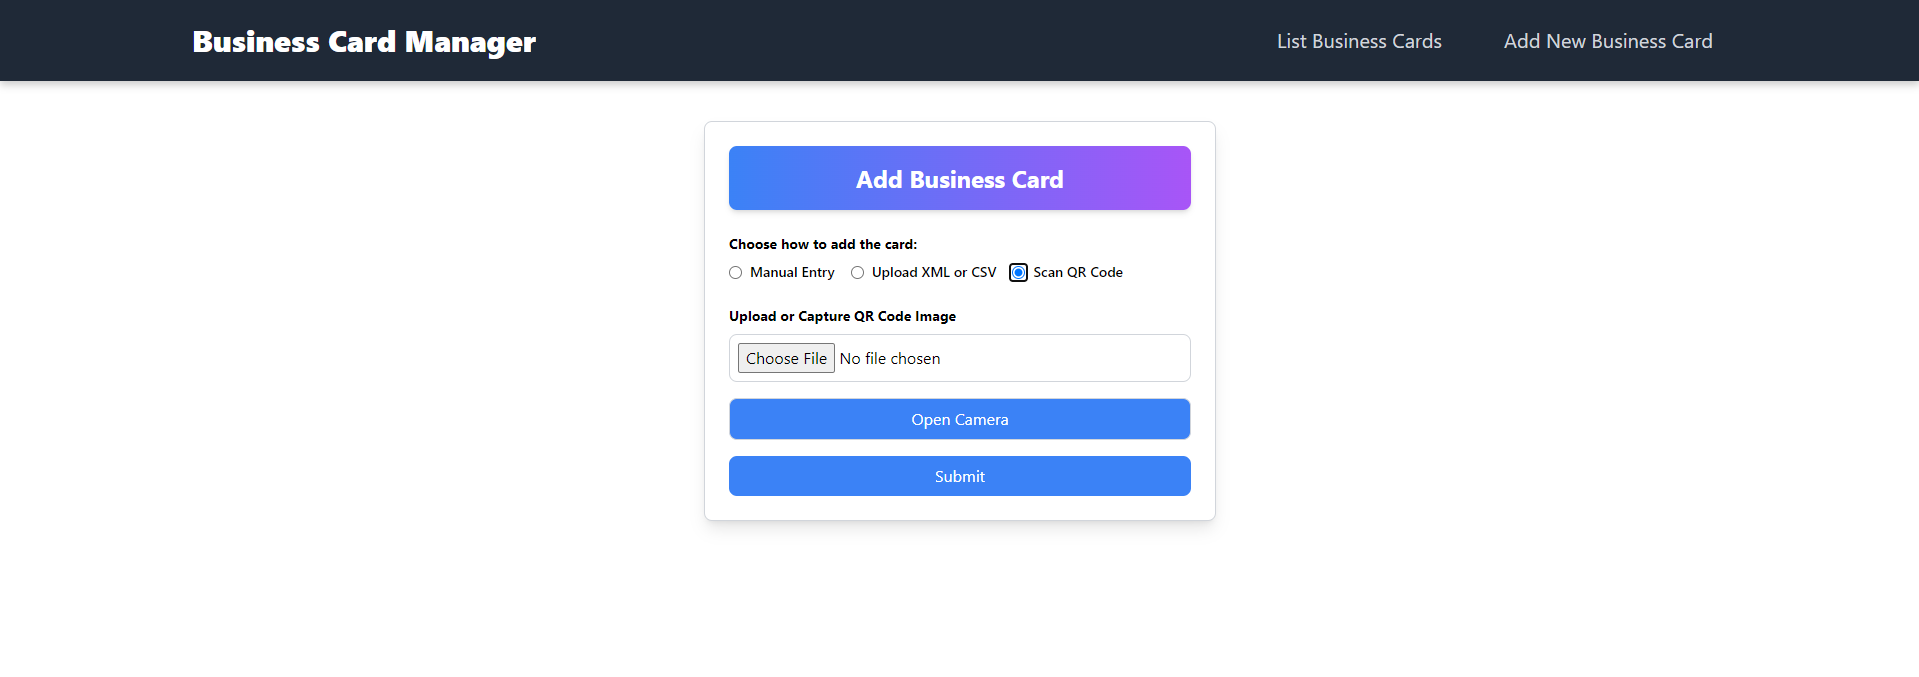 Business Card Manager
List Business Cards
Add New Business Card
Add Business Card
Choose how to add the card:
Manual Entry Upload XML or CSV Scan QR Code
Upload or Capture QR Code Image
Choose File No file chosen
Open Camera
Submit